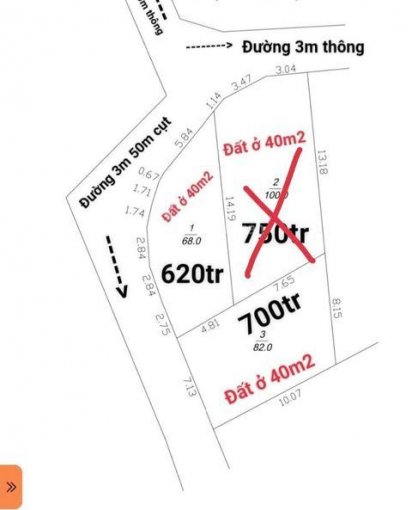 m thông
Đường 3m thông
Đường 3m 50m cụt
3.04
3.47
1.14
5.84
0.67
1.71
1.74
2.84
2.84
2.75
Đất ở 40m2
Đất ở 40m2
13.18
14.19
2
100.0
750tr
1
68.0
620tr
7.65
4.81
700tr
8.15
3
82.0
7.13
Đất ở 40m2
10.07
»